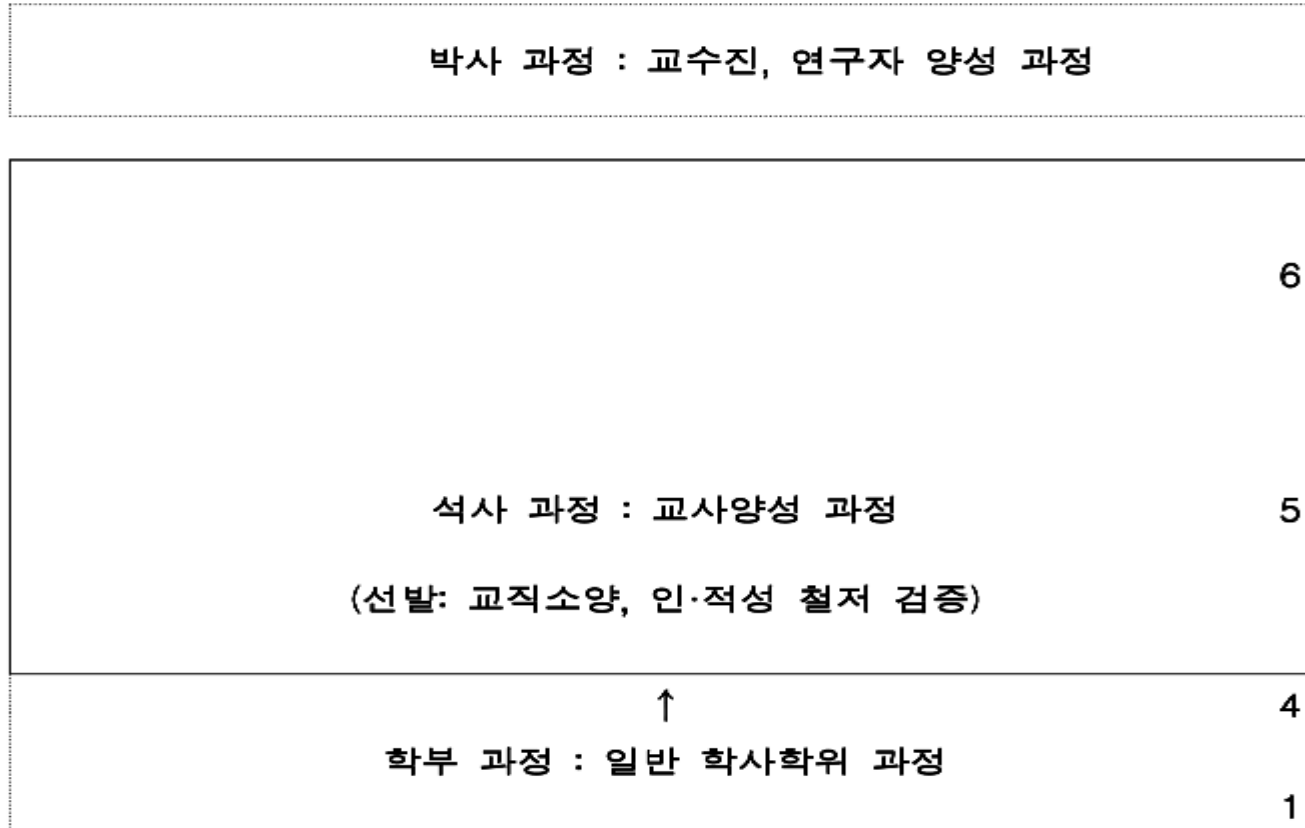 박사 과정 : 교수진, 연구자 양성 과정
6
석사 과정 : 교사양성 과정 5
(선발: 교직소양, 인·적성 철저 검증)
↑ 4
학부 과정 : 일반 학사학위 과정
1